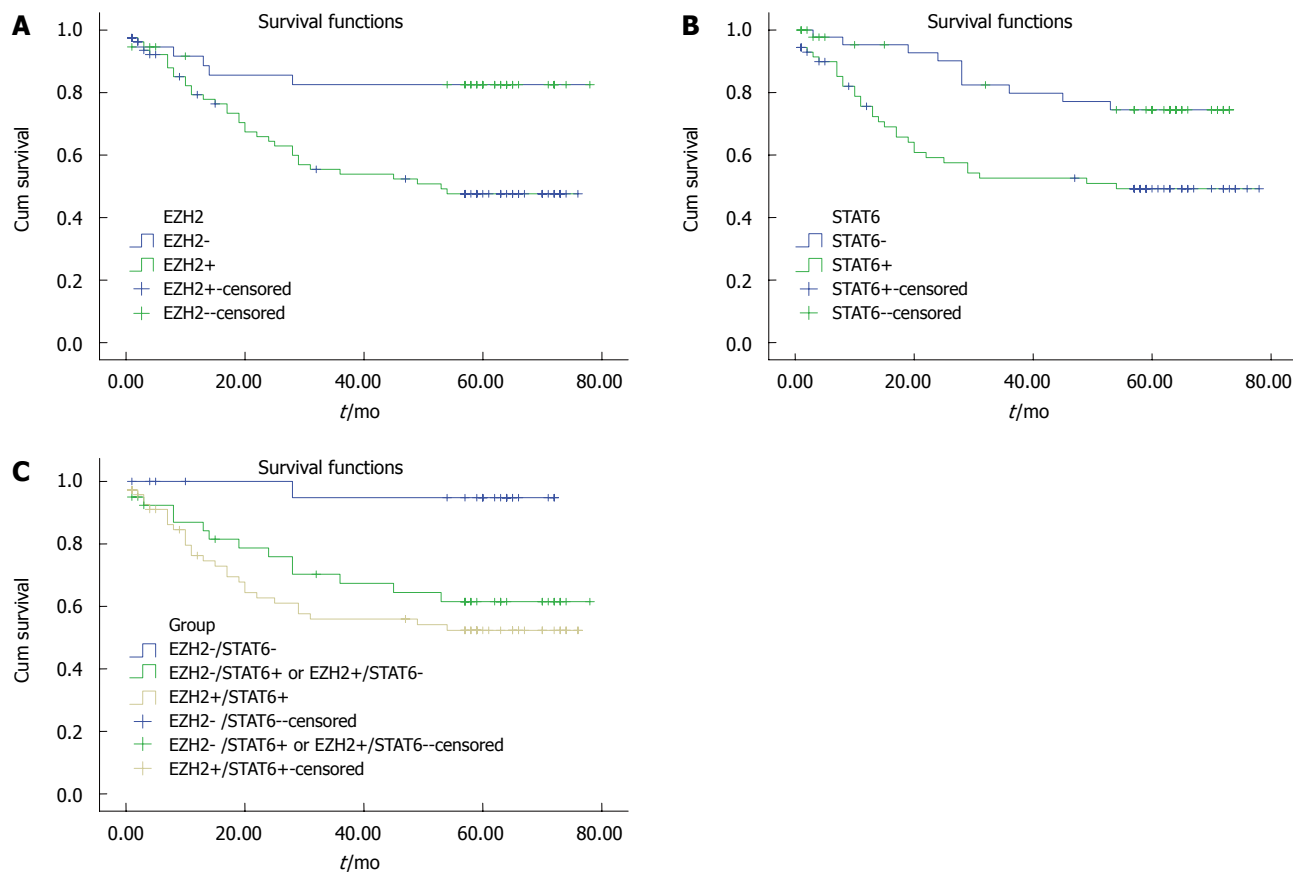 A
Survival functions
1.0
0.8
0.6
0.4
0.2
0.0
Cum survival
EZH2
EZH2-
EZH2+
EZH2+-censored
EZH2--censored
0.00 20.00 40.00 60.00 80.00
t/mo
B
Survival functions
1.0
0.8
0.6
0.4
0.2
0.0
Cum survival
STAT6
STAT6-
STAT6+
STAT6+-censored
STAT6--censored
0.00 20.00 40.00 60.00 80.00
t/mo
C
Survival functions
1.0
0.8
0.6
0.4
0.2
0.0
Cum survival
Group
EZH2-/STAT6-
EZH2-/STAT6+ or EZH2+/STAT6-
EZH2+/STAT6+
EZH2- /STAT6--censored
EZH2- /STAT6+ or EZH2+/STAT6--censored
EZH2+/STAT6+-censored
0.00 20.00 40.00 60.00 80.00
t/mo